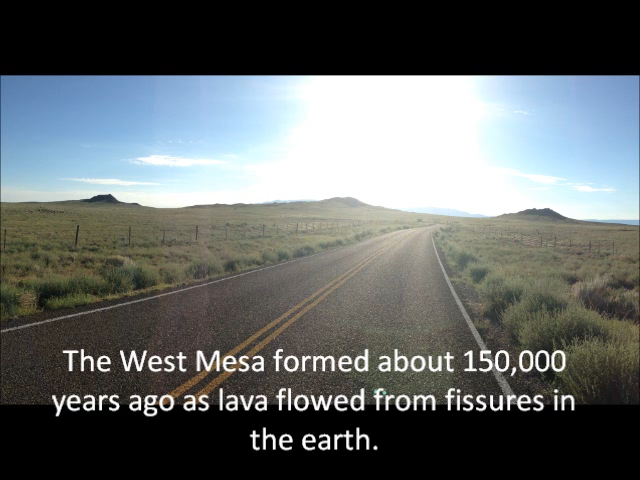 The West Mesa formed about 150,000
years ago as lava flowed from fissures in
the earth.